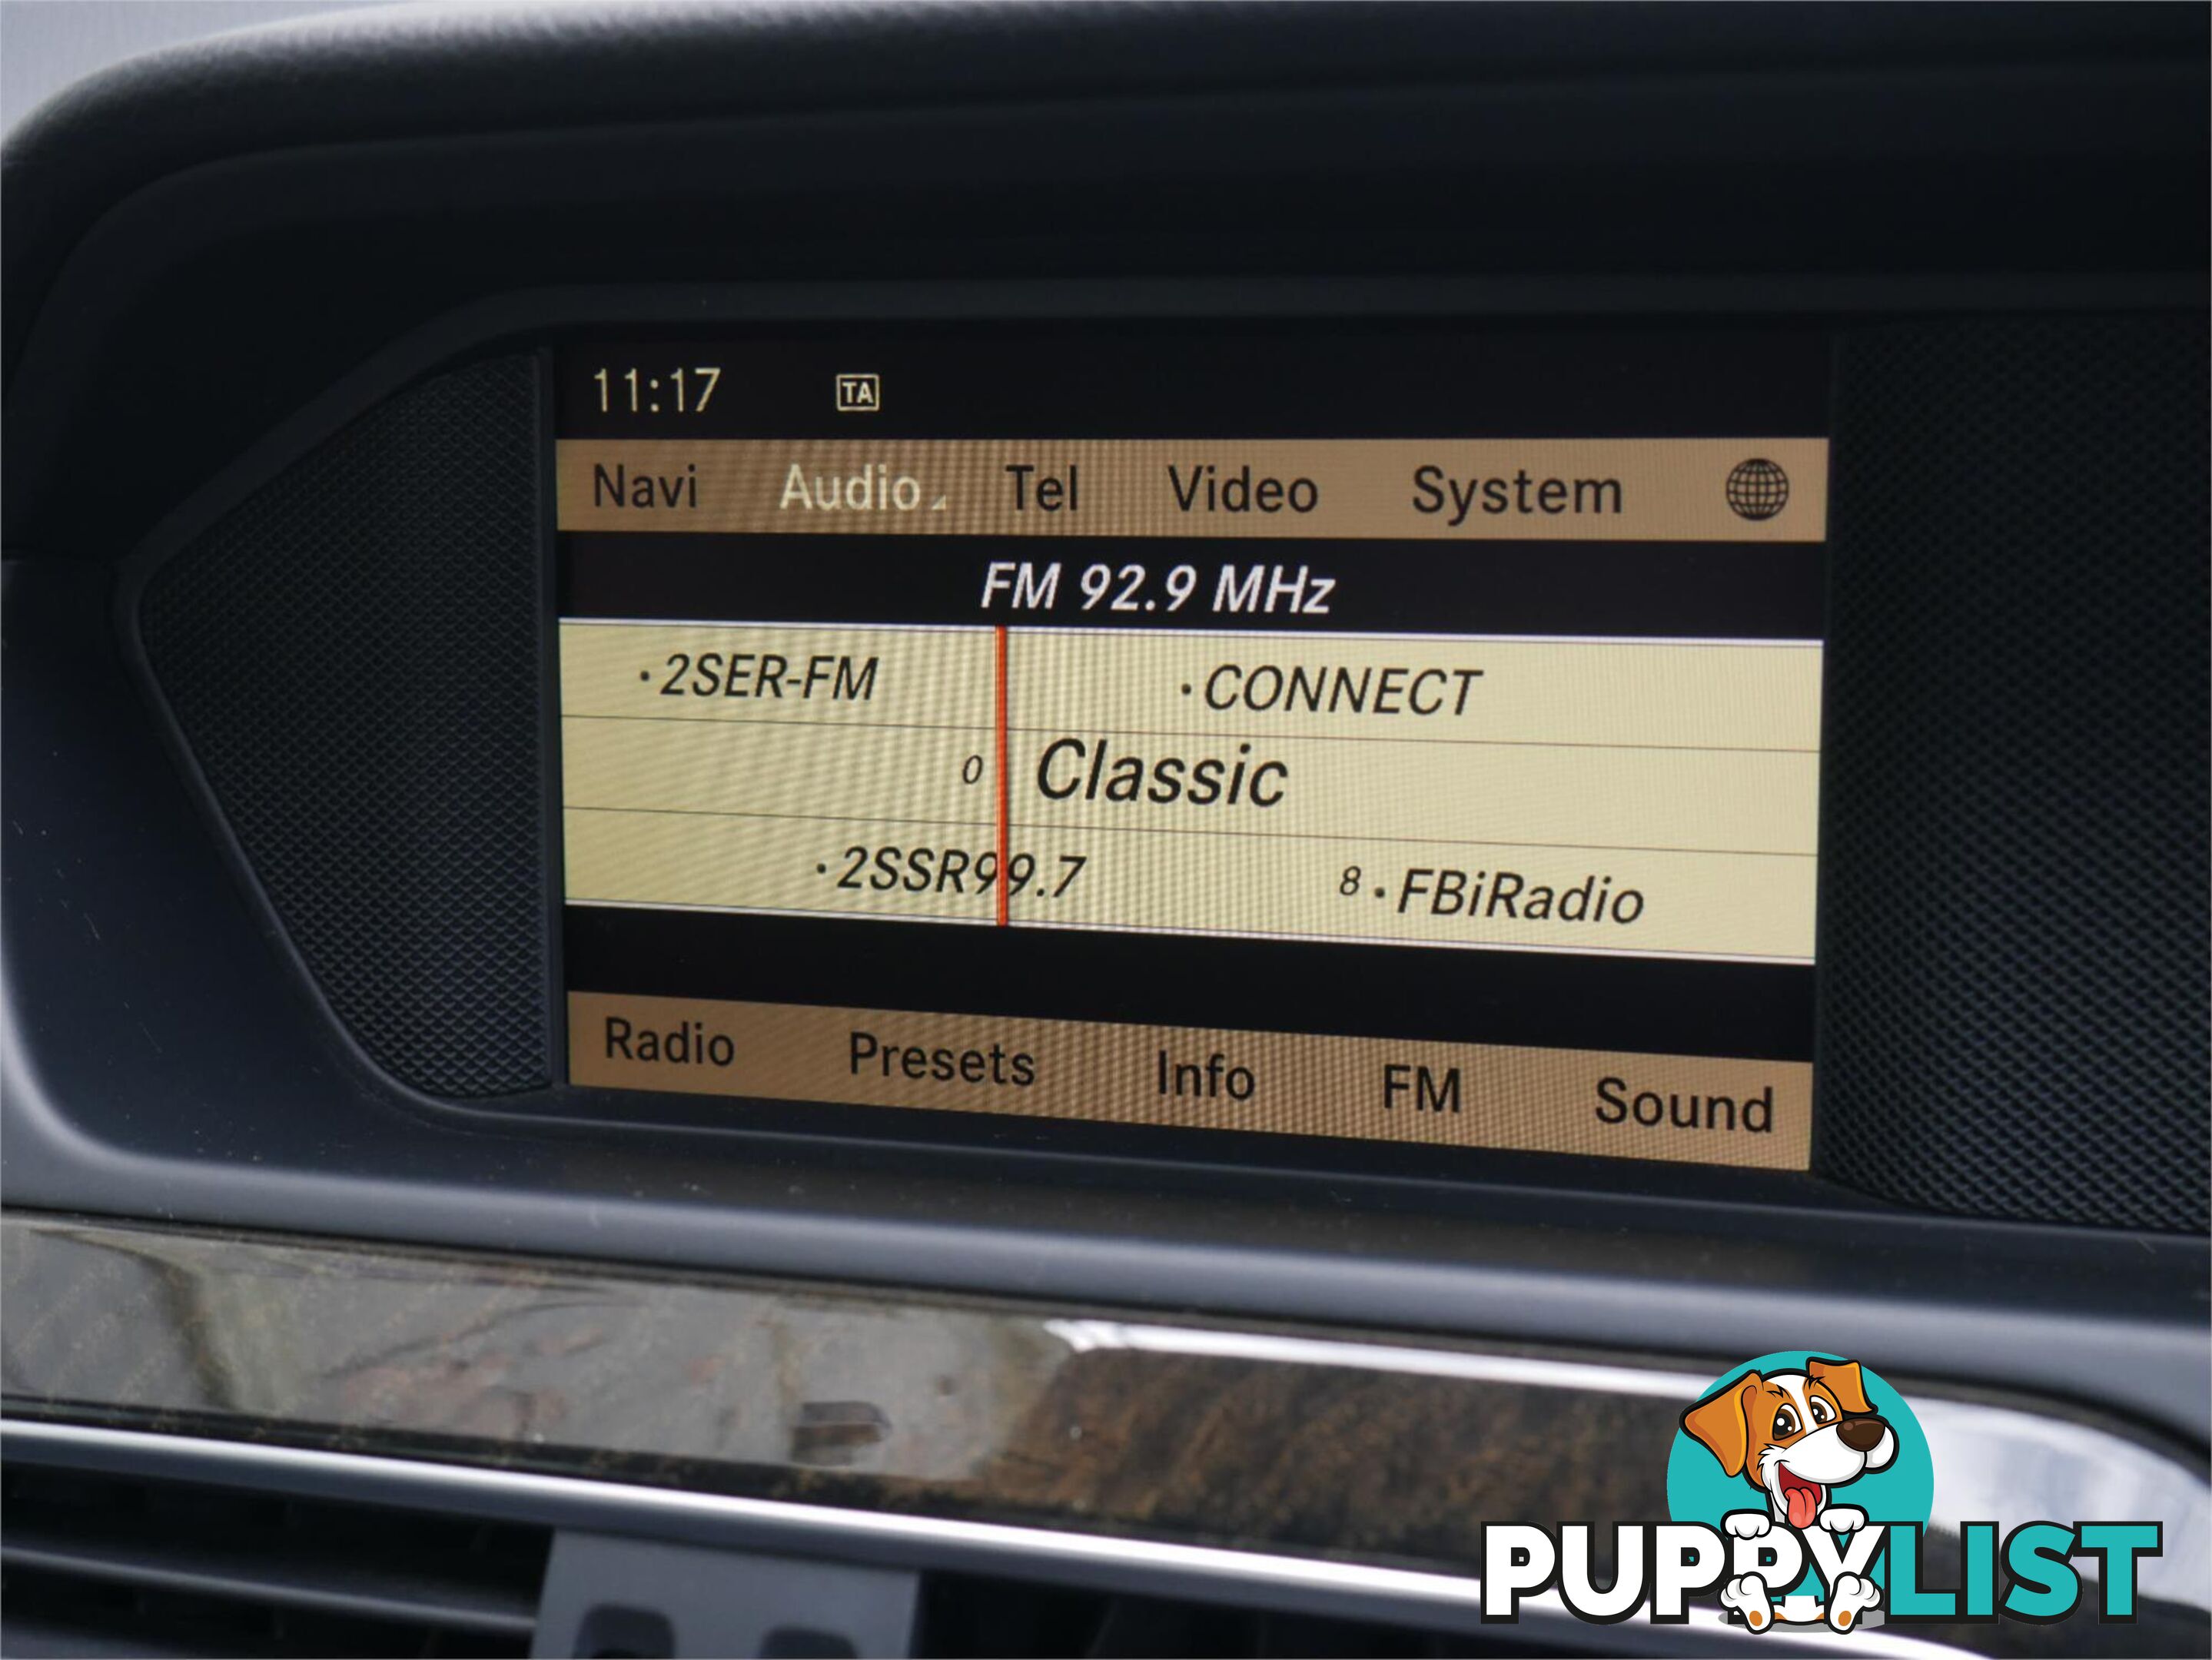 11:17 TA
Navi Audio Tel Video System
FM 92.9 MHz
·2SER-FM ·CONNECT
0 Classic
·2SSR99.7 8·FBiRadio
Radio Presets Info FM Sound
PUPPYLIST